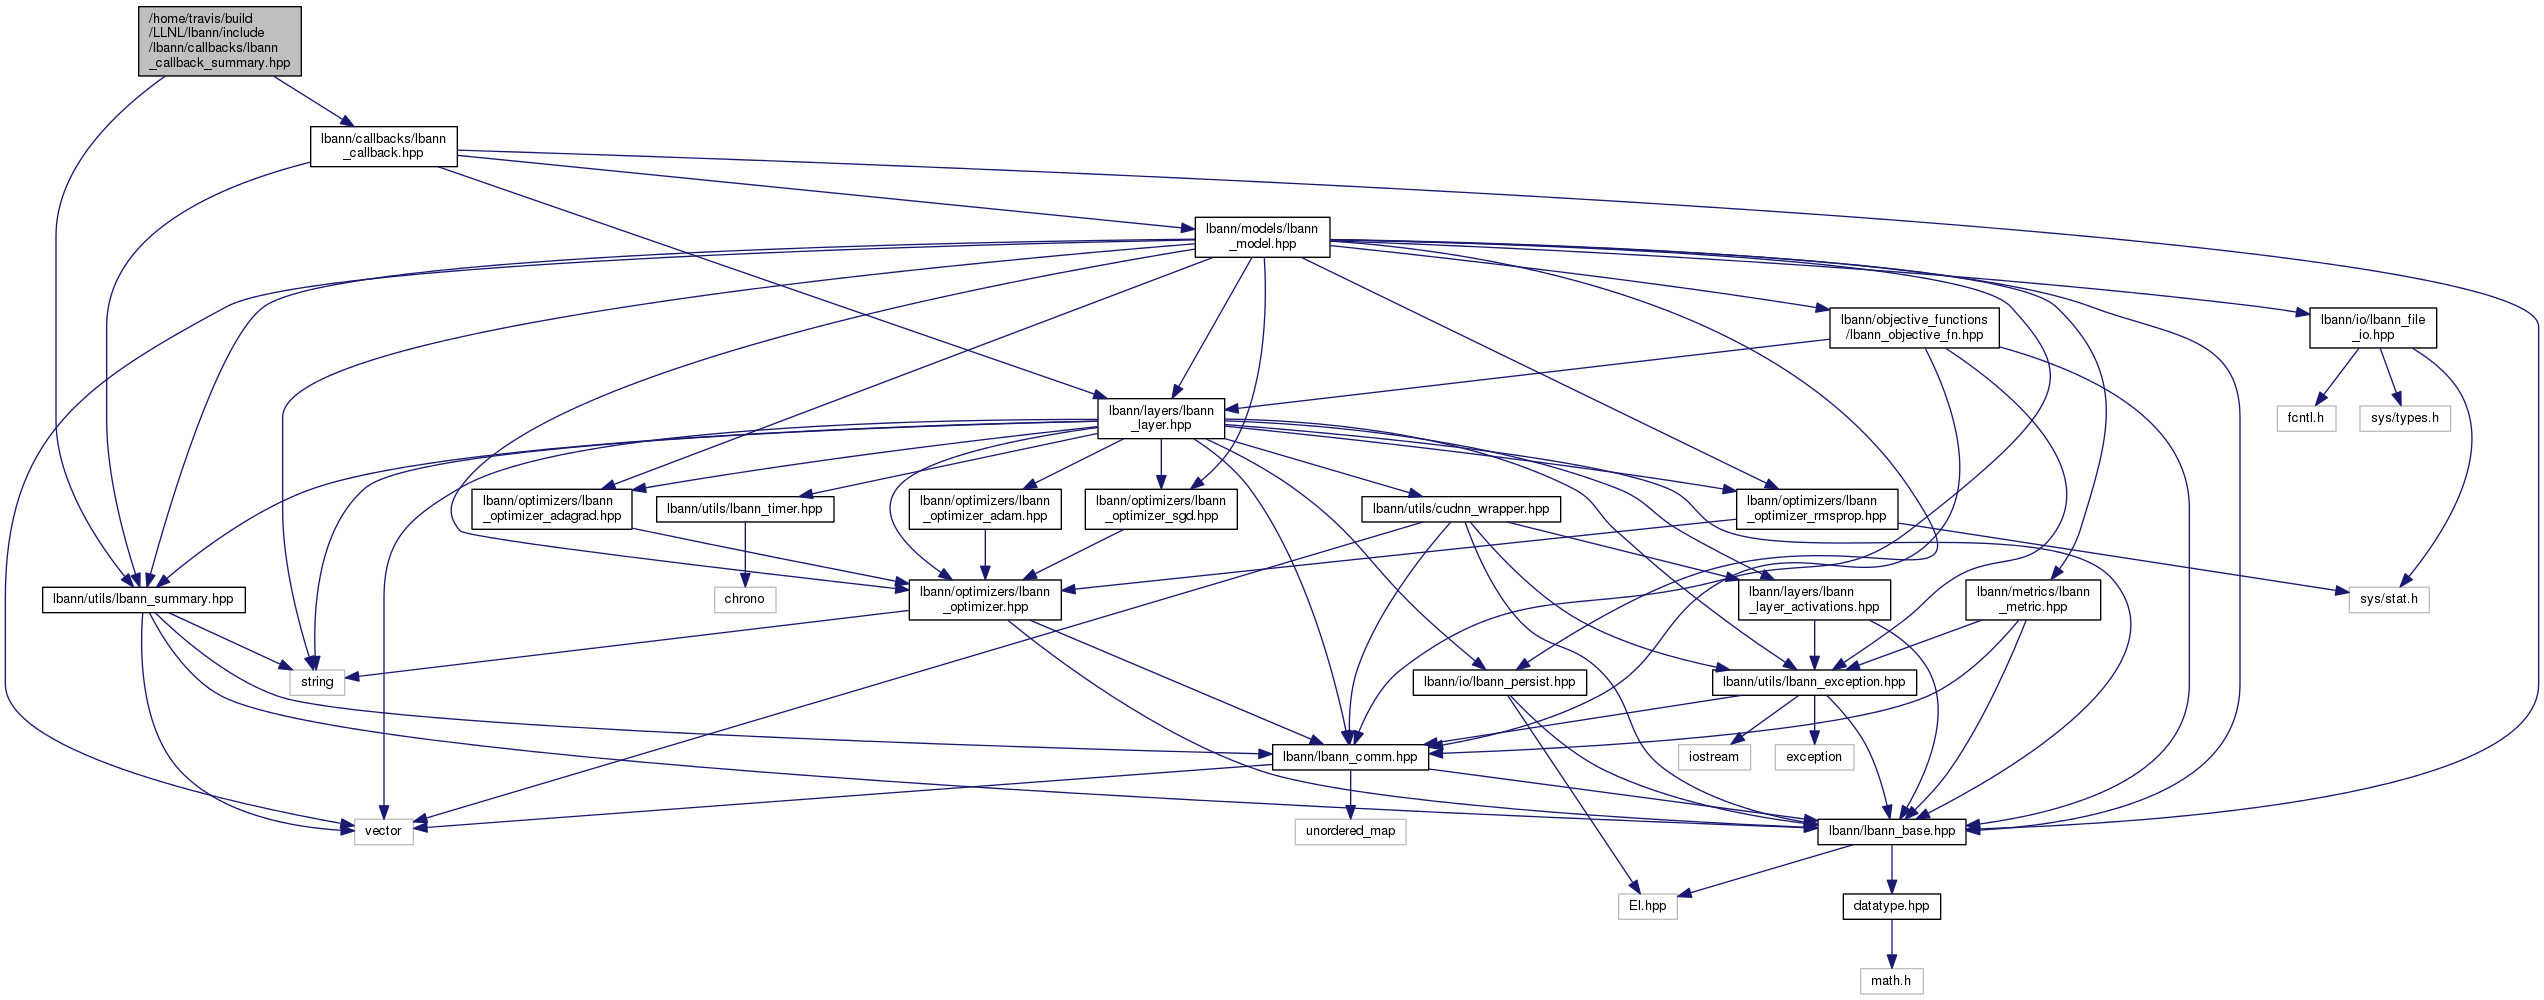 /home/travis/build
/LLNL/lbann/include
/lbann/callbacks/lbann
_callback_summary.hpp
lbann/callbacks/lbann
_callback.hpp
lbann/models/lbann
_model.hpp
lbann/objective_functions
/lbann_objective_fn.hpp
lbann/io/lbann_file
_io.hpp
lbann/layers/lbann
_layer.hpp
fcntl.h
sys/types.h
lbann/optimizers/lbann
_optimizer_adagrad.hpp
lbann/utils/lbann_timer.hpp
lbann/optimizers/lbann
_optimizer_adam.hpp
lbann/optimizers/lbann
_optimizer_sgd.hpp
lbann/utils/cudnn_wrapper.hpp
lbann/optimizers/lbann
_optimizer_rmsprop.hpp
lbann/utils/lbann_summary.hpp
chrono
lbann/optimizers/lbann
_optimizer.hpp
lbann/layers/lbann
_layer_activations.hpp
lbann/metrics/lbann
_metric.hpp
sys/stat.h
string
lbann/io/lbann_persist.hpp
lbann/utils/lbann_exception.hpp
lbann/lbann_comm.hpp
iostream
exception
vector
unordered_map
lbann/lbann_base.hpp
El.hpp
datatype.hpp
math.h